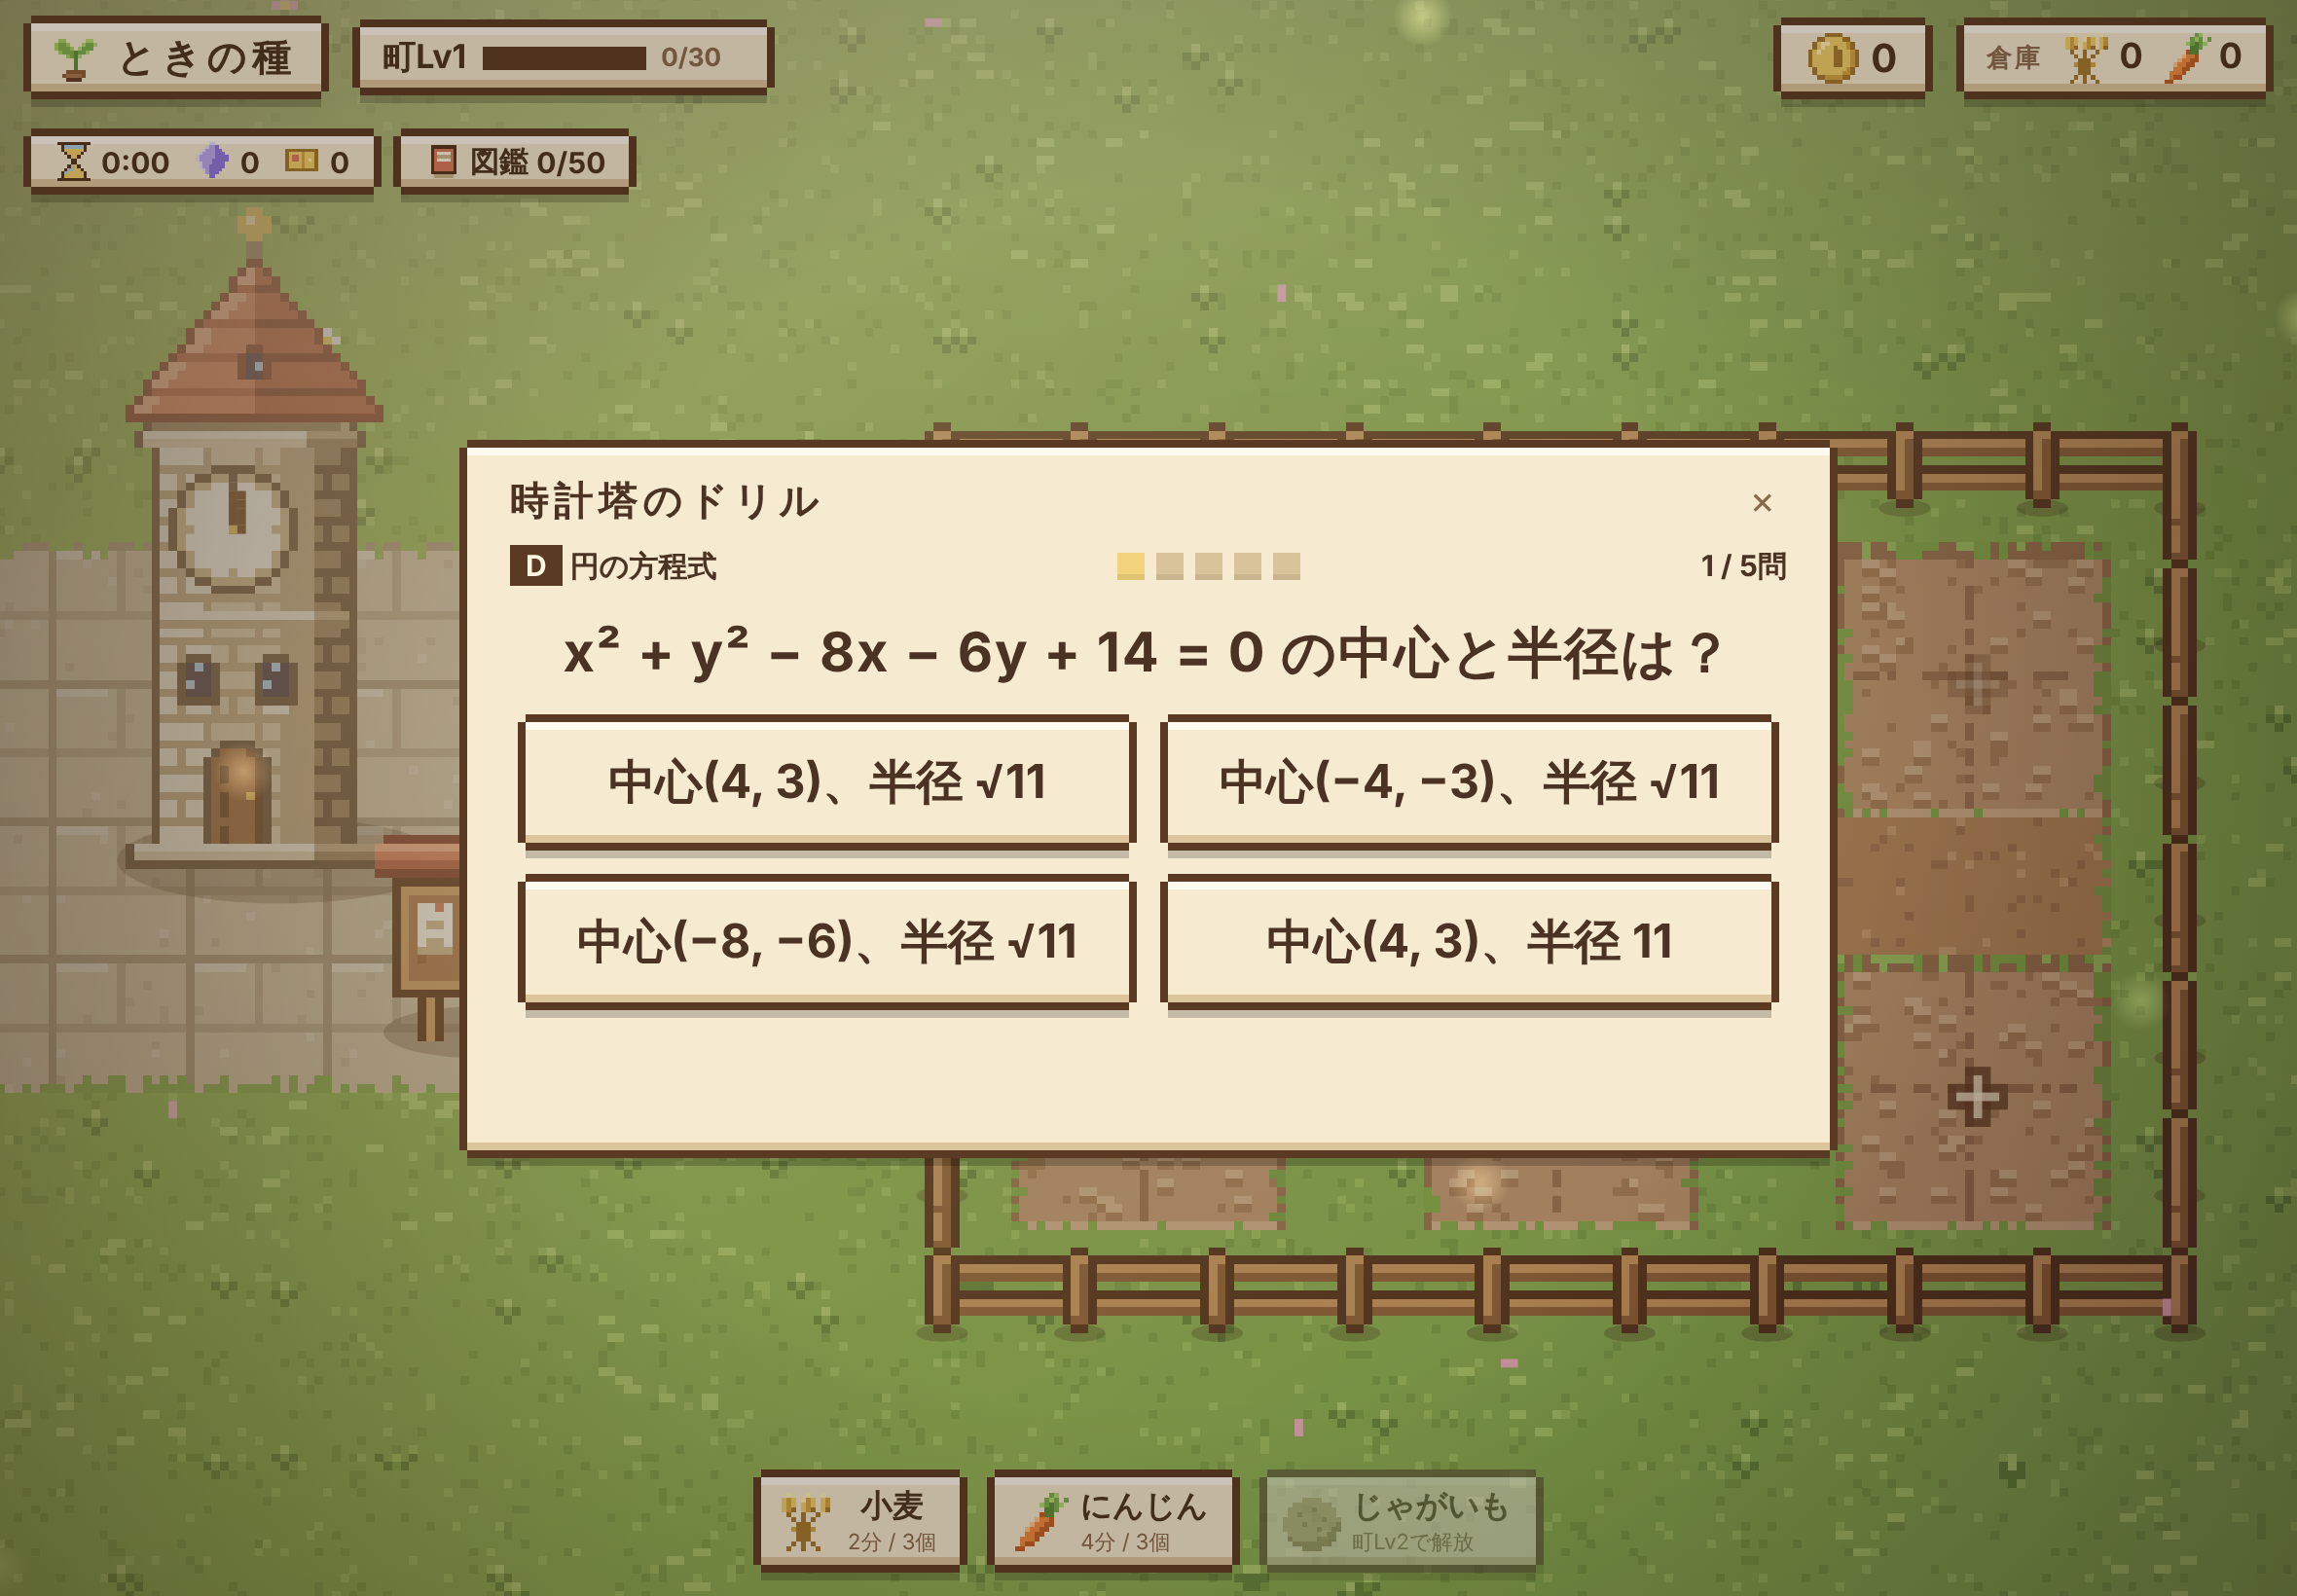 ときの種
町Lv1 0/30
0
倉庫 0 0
0:00 0 0
図鑑 0/50
時計塔のドリル
×
D 円の方程式
1 / 5問
x² + y² − 8x − 6y + 14 = 0 の中心と半径は？
中心(4, 3)、半径 √11
中心(−4, −3)、半径 √11
中心(−8, −6)、半径 √11
中心(4, 3)、半径 11
小麦
2分 / 3個
にんじん
4分 / 3個
じゃがいも
町Lv2で解放